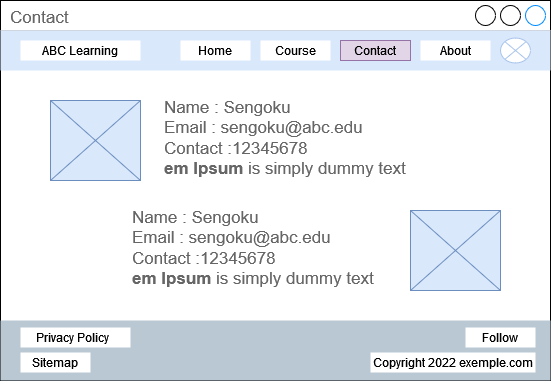 Contact
ABC Learning Home Course Contact About
Name : Sengoku
Email : sengoku@abc.edu
Contact :12345678
em Ipsum is simply dummy text
Name : Sengoku
Email : sengoku@abc.edu
Contact :12345678
em Ipsum is simply dummy text
Privacy Policy Follow
Sitemap Copyright 2022 exemple.com